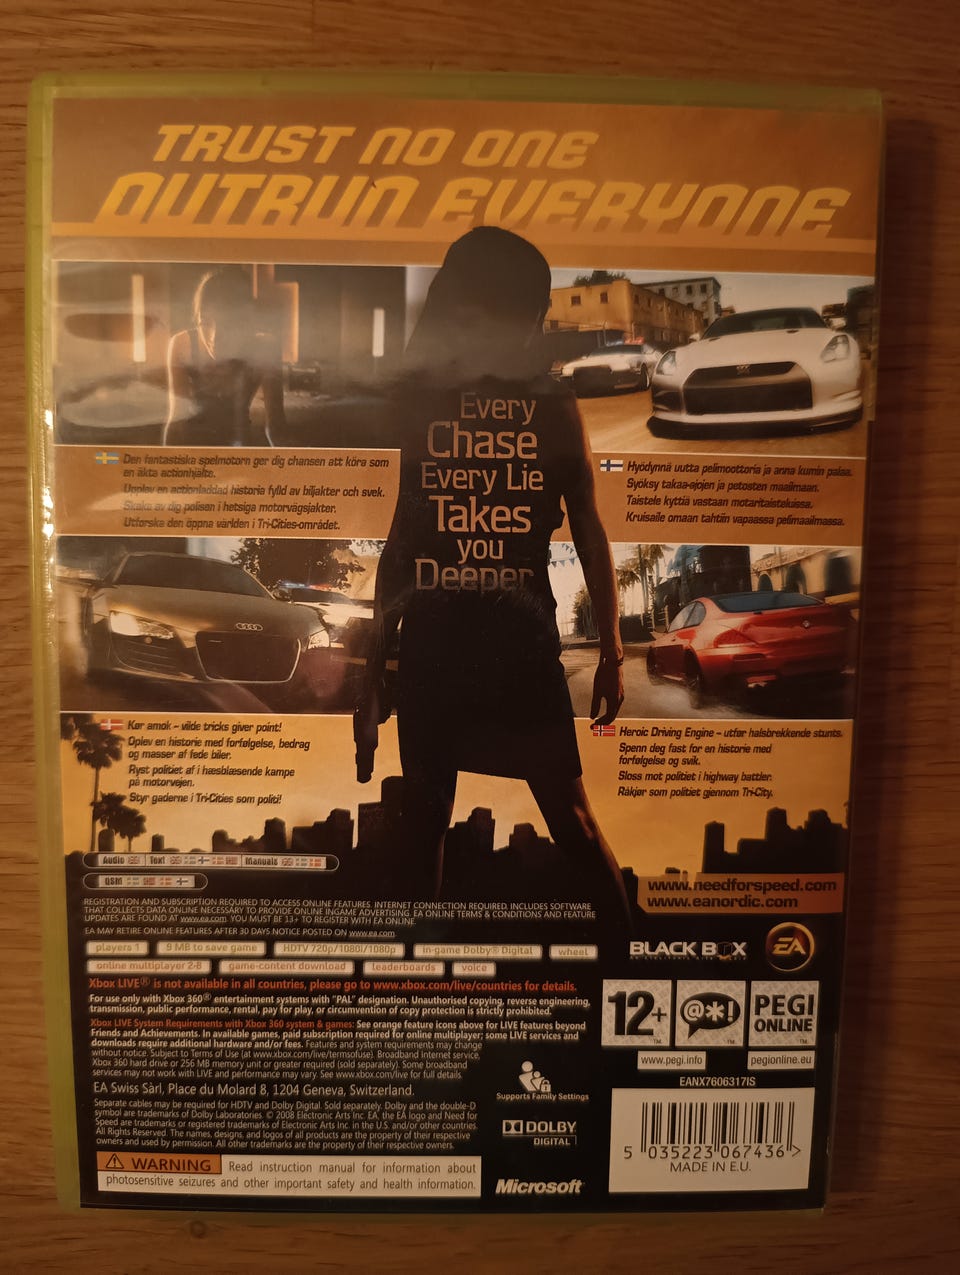 TRUST NO ONE
OUTRUN EVERYONE
Every
Chase
Every Lie
Takes
you
Deeper
Den fantastiska spelmotorn ger dig chansen att köra som
en äkta actionhjälte.
Upplev en actionladdad historia fylld av biljakter och svek.
Skaka av dig polisen i hetsiga motorvägsjakter.
Utforska den öppna världen i Tri-Cities-området.
Hyödynnä uutta pelimoottoria ja anna kumin palaa.
Syöksy takaa-ajojen ja petosten maailmaan.
Taistele kyttiä vastaan moottaritaisteluissa.
Kruisaile omaan tahtiin vapaassa pelimaailmassa.
Kør amok – vilde tricks giver point!
Oplev en historie med forfølgelse, bedrag
og masser af fede biler.
Ryst politiet af i hæsblæsende kampe
på motorvejen.
Styr gaderne i Tri-Cities som politi!
Heroic Driving Engine – utfør halsbrekkende stunts.
Spenn deg fast for en historie med
forfølgelse og svik.
Sloss mot politiet i highway battler.
Råkjør som politiet gjennom Tri-City.
Audio Text Manuals
GSM
www.needforspeed.com
www.eanordic.com
REGISTRATION AND SUBSCRIPTION REQUIRED TO ACCESS ONLINE FEATURES. INTERNET CONNECTION REQUIRED. INCLUDES SOFTWARE
THAT COLLECTS DATA ONLINE NECESSARY TO PROVIDE ONLINE INGAME ADVERTISING. EA ONLINE TERMS & CONDITIONS AND FEATURE
UPDATES ARE FOUND AT www.ea.com. YOU MUST BE 13+ TO REGISTER WITH EA ONLINE.
EA MAY RETIRE ONLINE FEATURES AFTER 30 DAYS NOTICE POSTED ON www.ea.com.
players 1 9 MB to save game HDTV 720p/1080i/1080p in-game Dolby® Digital wheel
online multiplayer 2-8 game-content download leaderboards voice
BLACK BOX
EA
Xbox LIVE® is not available in all countries, please go to www.xbox.com/live/countries for details.
For use only with Xbox 360® entertainment systems with "PAL" designation. Unauthorised copying, reverse engineering,
transmission, public performance, rental, pay for play, or circumvention of copy protection is strictly prohibited.
Xbox LIVE System Requirements with Xbox 360 system & games: See orange feature icons above for LIVE features beyond
Friends and Achievements. In available games, paid subscription required for online multiplayer; some LIVE services and
downloads require additional hardware and/or fees. Features and system requirements may change
without notice. Subject to Terms of Use (at www.xbox.com/live/termsofuse). Broadband internet service,
Xbox 360 hard drive or 256 MB memory unit or greater required (sold separately). Some broadband
services may not work with LIVE and performance may vary. See www.xbox.com/live for full details.
EA Swiss Sàrl, Place du Molard 8, 1204 Geneva, Switzerland.
Separate cables may be required for HDTV and Dolby Digital. Sold separately. Dolby and the double-D
symbol are trademarks of Dolby Laboratories. © 2008 Electronic Arts Inc. EA, the EA logo and Need for
Speed are trademarks or registered trademarks of Electronic Arts Inc. in the U.S. and/or other countries.
All Rights Reserved. The names, designs, and logos of all products are the property of their respective
owners and used by permission. All other trademarks are the property of their respective owners.
WARNING Read instruction manual for information about
photosensitive seizures and other important safety and health information.
Supports Family Settings
DOLBY
DIGITAL
Microsoft®
12+ @*! PEGI
ONLINE
www.pegi.info pegionline.eu
EANX7606317IS
5 035223 067436 >
MADE IN E.U.